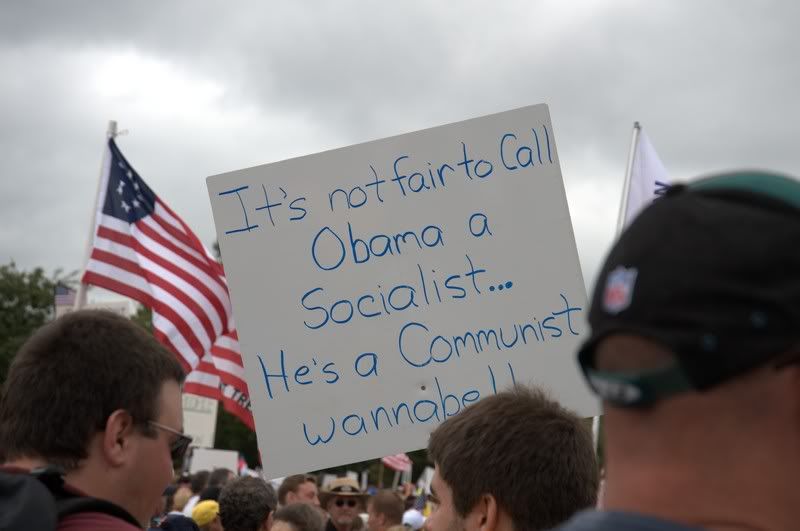 It's not fair to Call
Obama a
Socialist...
He's a Communist
wannabe!!